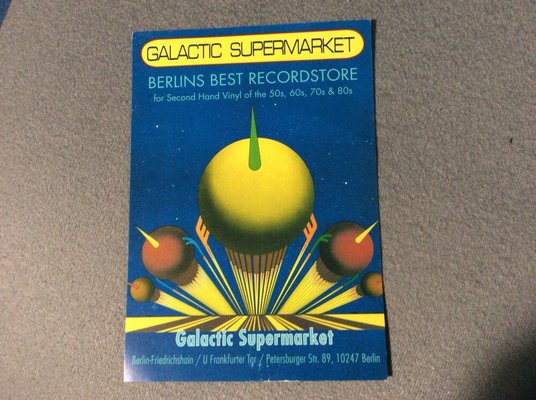 GALACTIC SUPERMARKET
BERLINS BEST RECORDSTORE
for Second Hand Vinyl of the 50s, 60s, 70s & 80s
Galactic Supermarket
Berlin-Friedrichshain / U Frankfurter Tor / Petersburger Str. 89, 10247 Berlin